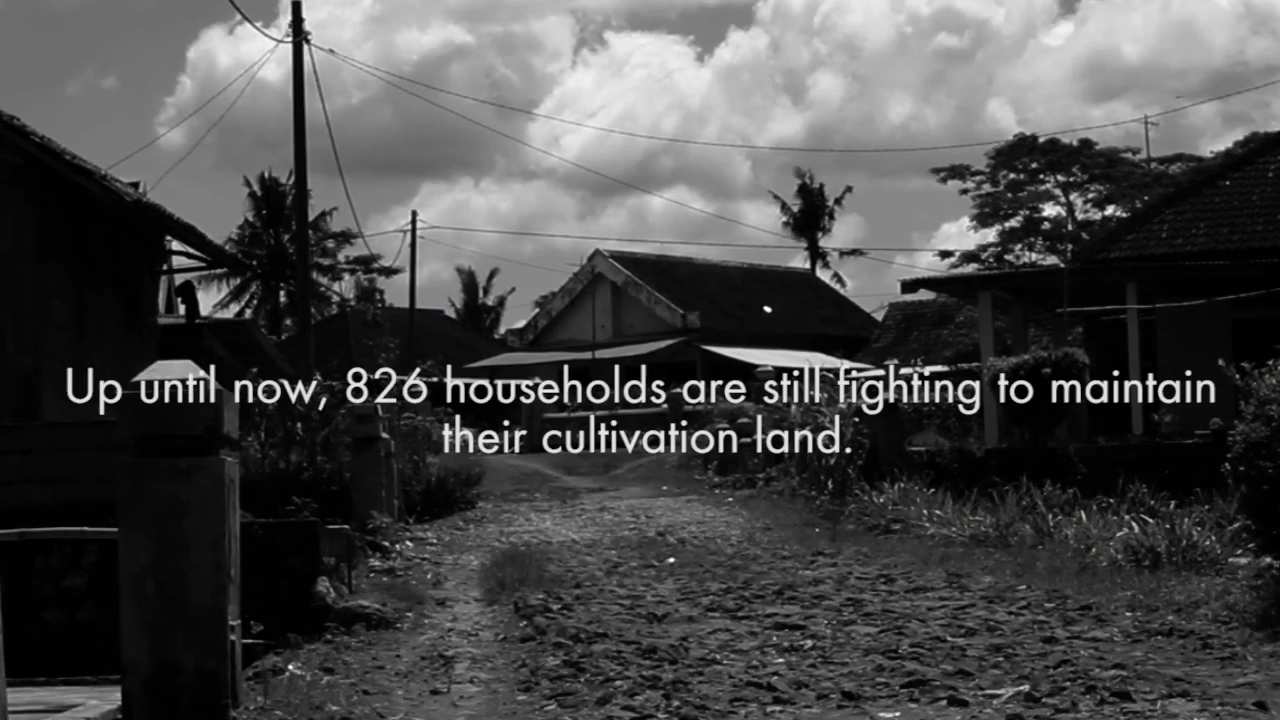 Up until now, 826 households are still fighting to maintain
their cultivation land.